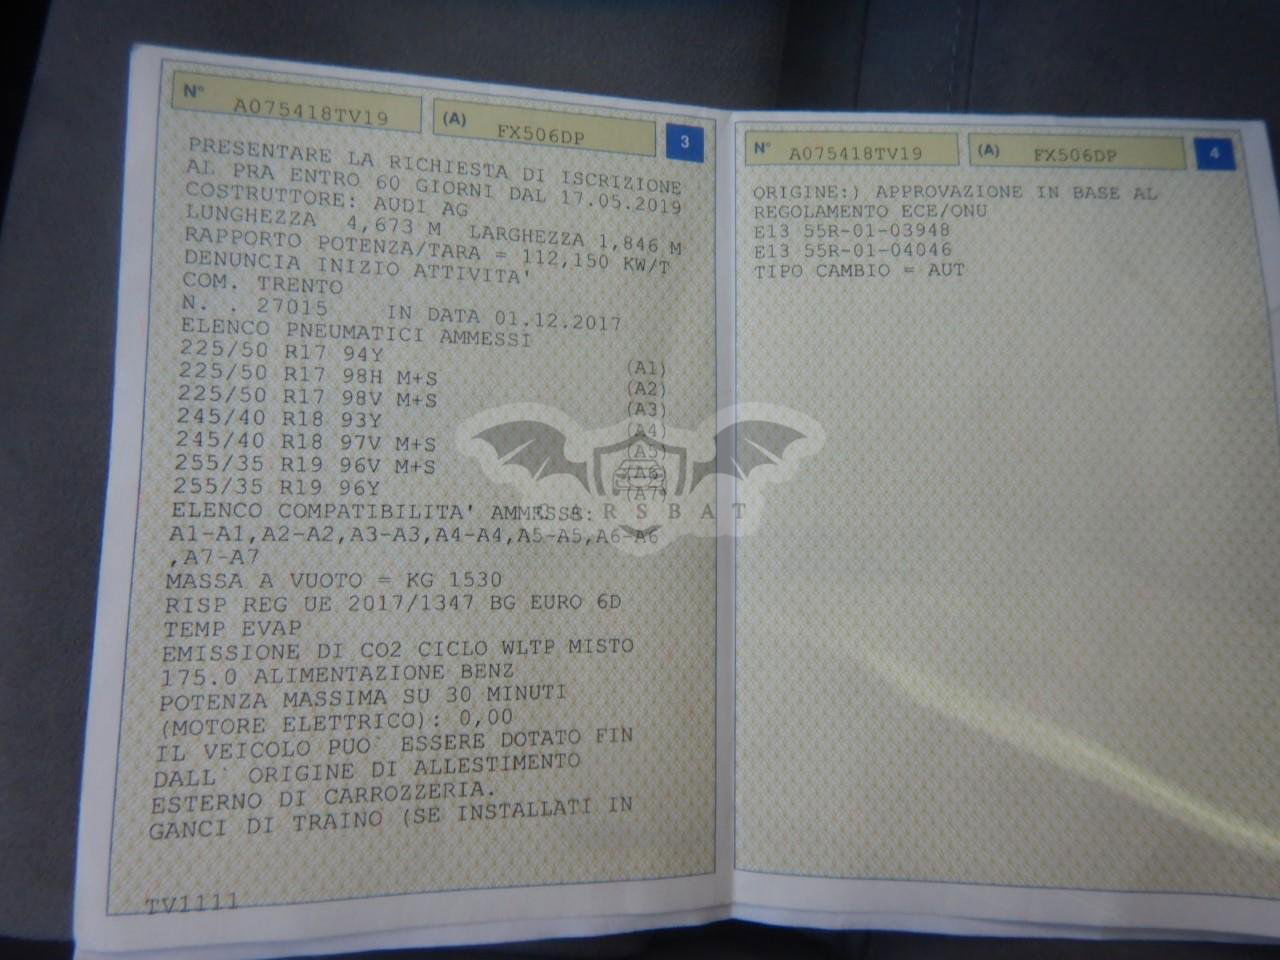 N° A075418TV19 (A) FX506DP 3
PRESENTARE LA RICHIESTA DI ISCRIZIONE
AL PRA ENTRO 60 GIORNI DAL 17.05.2019
COSTRUTTORE: AUDI AG
LUNGHEZZA 4,673 M LARGHEZZA 1,846 M
RAPPORTO POTENZA/TARA = 112,150 KW/T
DENUNCIA INIZIO ATTIVITA'
COM. TRENTO
N. . 27015 IN DATA 01.12.2017
ELENCO PNEUMATICI AMMESSI
225/50 R17 94Y (A1)
225/50 R17 98H M+S (A2)
225/50 R17 98V M+S (A3)
245/40 R18 93Y (A4)
245/40 R18 97V M+S (A5)
255/35 R19 96V M+S (A6)
255/35 R19 96Y (A7)
ELENCO COMPATIBILITA' AMMESSE:
A1-A1,A2-A2,A3-A3,A4-A4,A5-A5,A6-A6
,A7-A7
MASSA A VUOTO = KG 1530
RISP REG UE 2017/1347 BG EURO 6D
TEMP EVAP
EMISSIONE DI CO2 CICLO WLTP MISTO
175.0 ALIMENTAZIONE BENZ
POTENZA MASSIMA SU 30 MINUTI
(MOTORE ELETTRICO): 0,00
IL VEICOLO PUO` ESSERE DOTATO FIN
DALL` ORIGINE DI ALLESTIMENTO
ESTERNO DI CARROZZERIA.
GANCI DI TRAINO (SE INSTALLATI IN
TV1111
N° A075418TV19 (A) FX506DP 4
ORIGINE:) APPROVAZIONE IN BASE AL
REGOLAMENTO ECE/ONU
E13 55R-01-03948
E13 55R-01-04046
TIPO CAMBIO = AUT